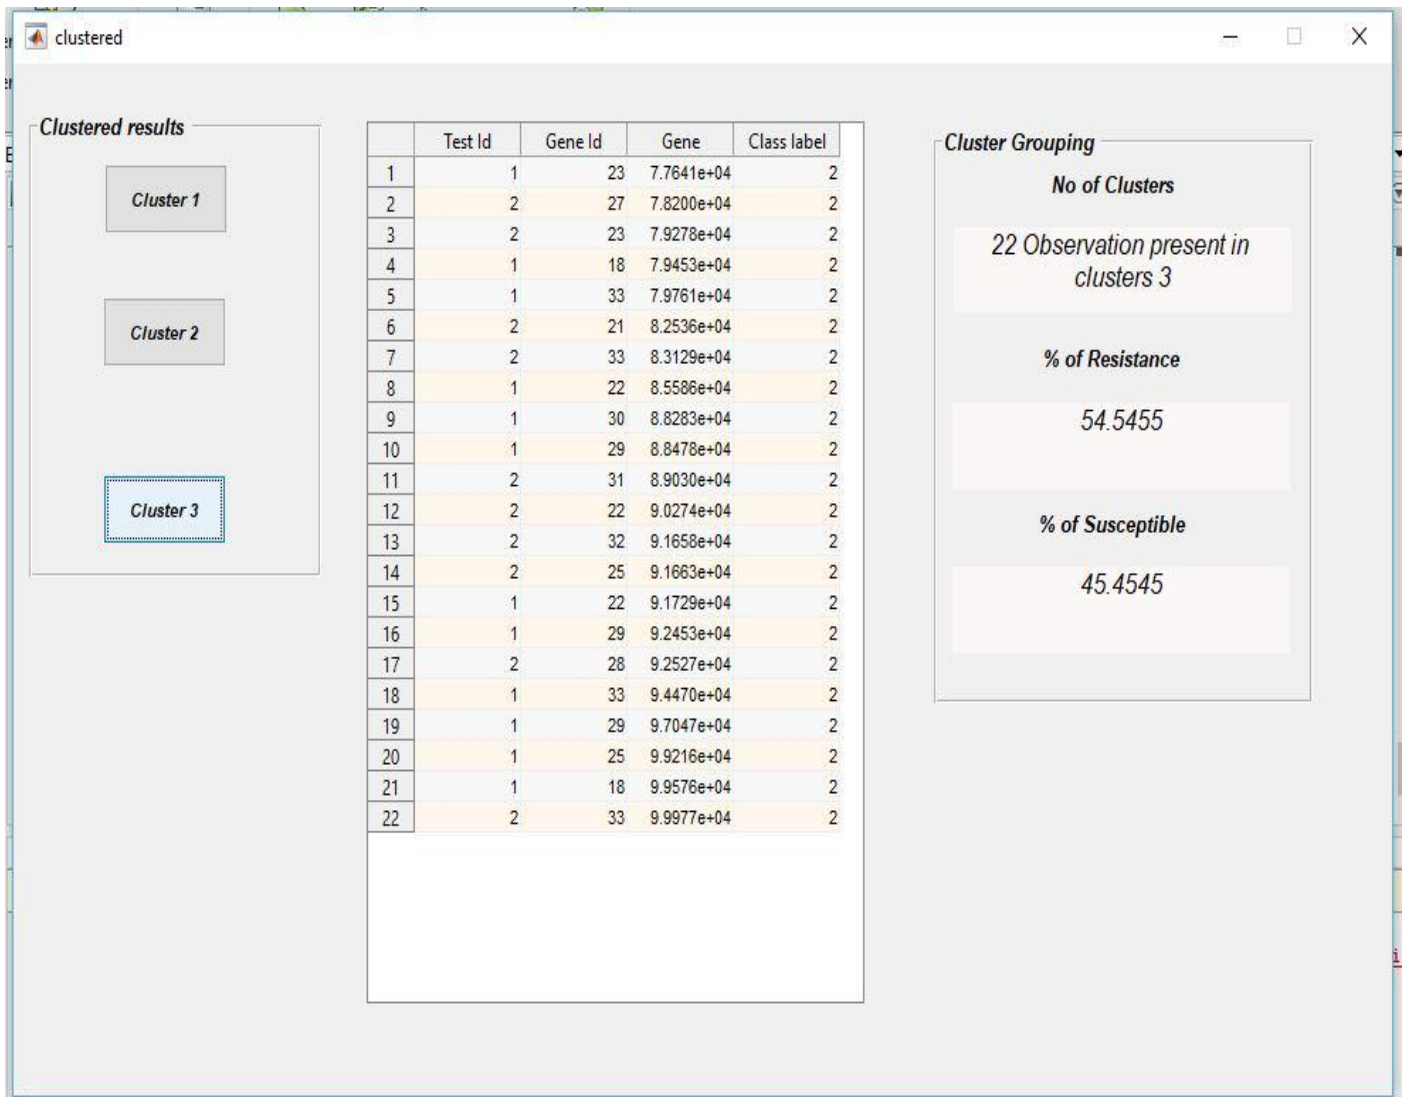 clustered
Clustered results
Cluster 1
Cluster 2
Cluster 3
Test Id Gene Id Gene Class label
1 1 23 7.7641e+04 2
2 2 27 7.8200e+04 2
3 2 23 7.9278e+04 2
4 1 18 7.9453e+04 2
5 1 33 7.9761e+04 2
6 2 21 8.2536e+04 2
7 2 33 8.3129e+04 2
8 1 22 8.5586e+04 2
9 1 30 8.8283e+04 2
10 1 29 8.8478e+04 2
11 2 31 8.9030e+04 2
12 2 22 9.0274e+04 2
13 2 32 9.1658e+04 2
14 2 25 9.1663e+04 2
15 1 22 9.1729e+04 2
16 1 29 9.2453e+04 2
17 2 28 9.2527e+04 2
18 1 33 9.4470e+04 2
19 1 29 9.7047e+04 2
20 1 25 9.9216e+04 2
21 1 18 9.9576e+04 2
22 2 33 9.9977e+04 2
Cluster Grouping
No of Clusters
22 Observation present in
clusters 3
% of Resistance
54.5455
% of Susceptible
45.4545